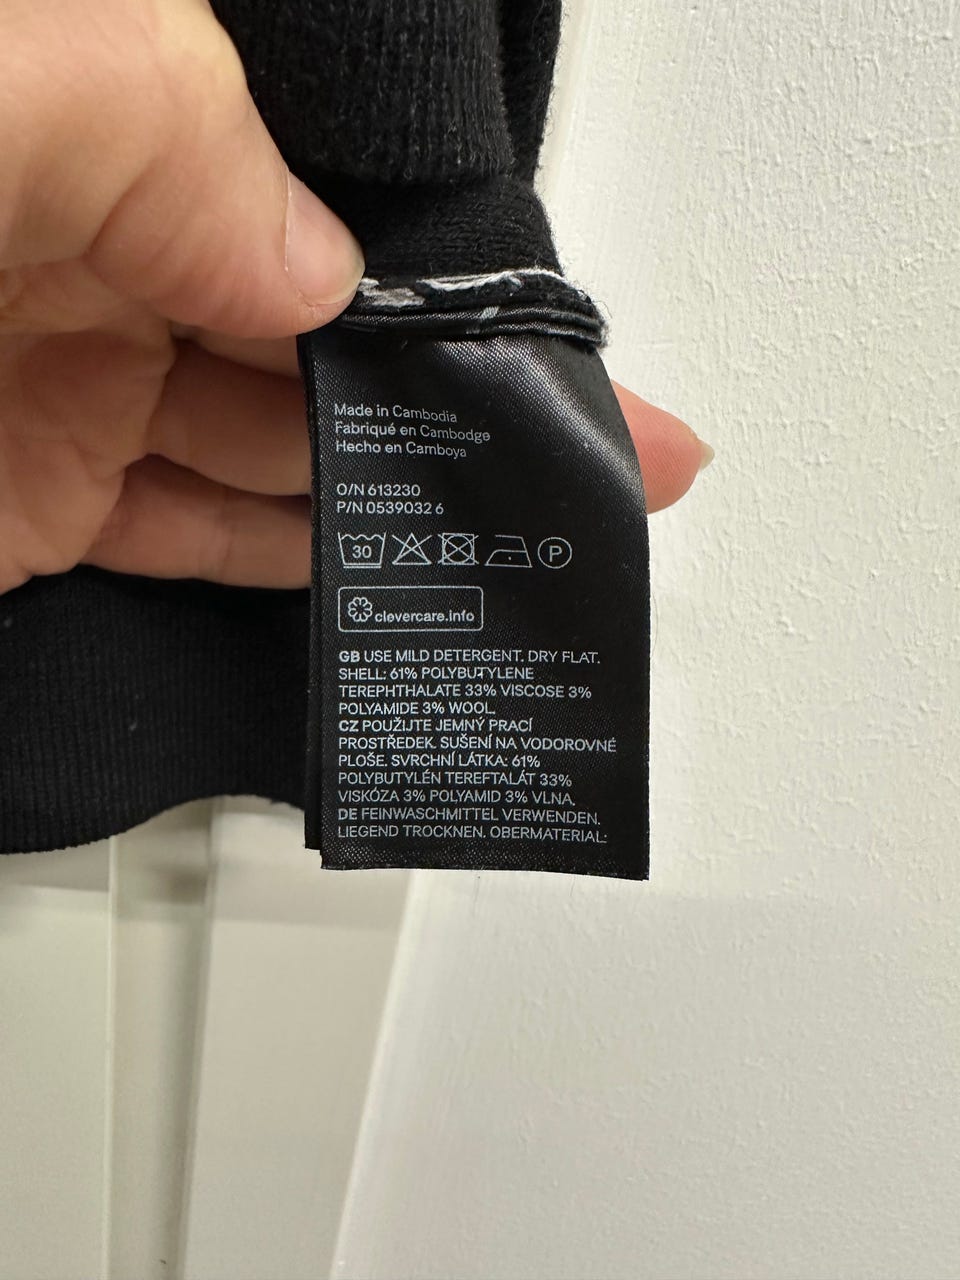 Made in Cambodia
Fabriqué en Cambodge
Hecho en Camboya
O/N 613230
P/N 0539032 6
30 P
clevercare.info
GB USE MILD DETERGENT. DRY FLAT.
SHELL: 61% POLYBUTYLENE
TEREPHTHALATE 33% VISCOSE 3%
POLYAMIDE 3% WOOL.
CZ POUŽIJTE JEMNÝ PRACÍ
PROSTŘEDEK. SUŠENÍ NA VODOROVNÉ
PLOŠE. SVRCHNÍ LÁTKA: 61%
POLYBUTYLÉN TEREFTALÁT 33%
VISKÓZA 3% POLYAMID 3% VLNA.
DE FEINWASCHMITTEL VERWENDEN.
LIEGEND TROCKNEN. OBERMATERIAL: